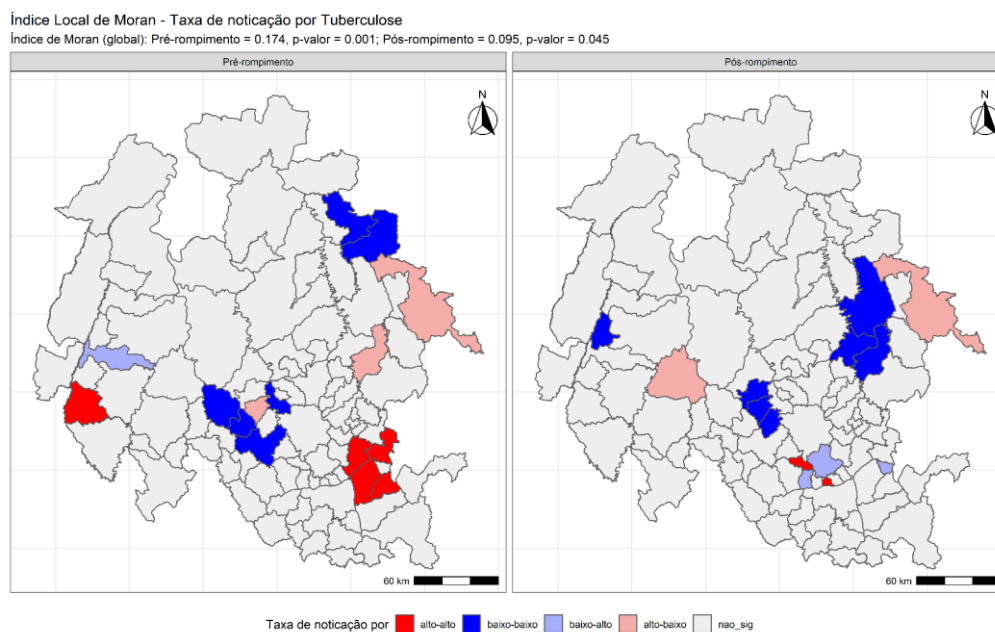 Índice Local de Moran - Taxa de noticação por Tuberculose
Índice de Moran (global): Pré-rompimento = 0.174, p-valor = 0.001; Pós-rompimento = 0.095, p-valor = 0.045
Pré-rompimento
Pós-rompimento
N
N
60 km
60 km
Taxa de noticação por
alto-alto
baixo-baixo
baixo-alto
alto-baixo
nao_sig